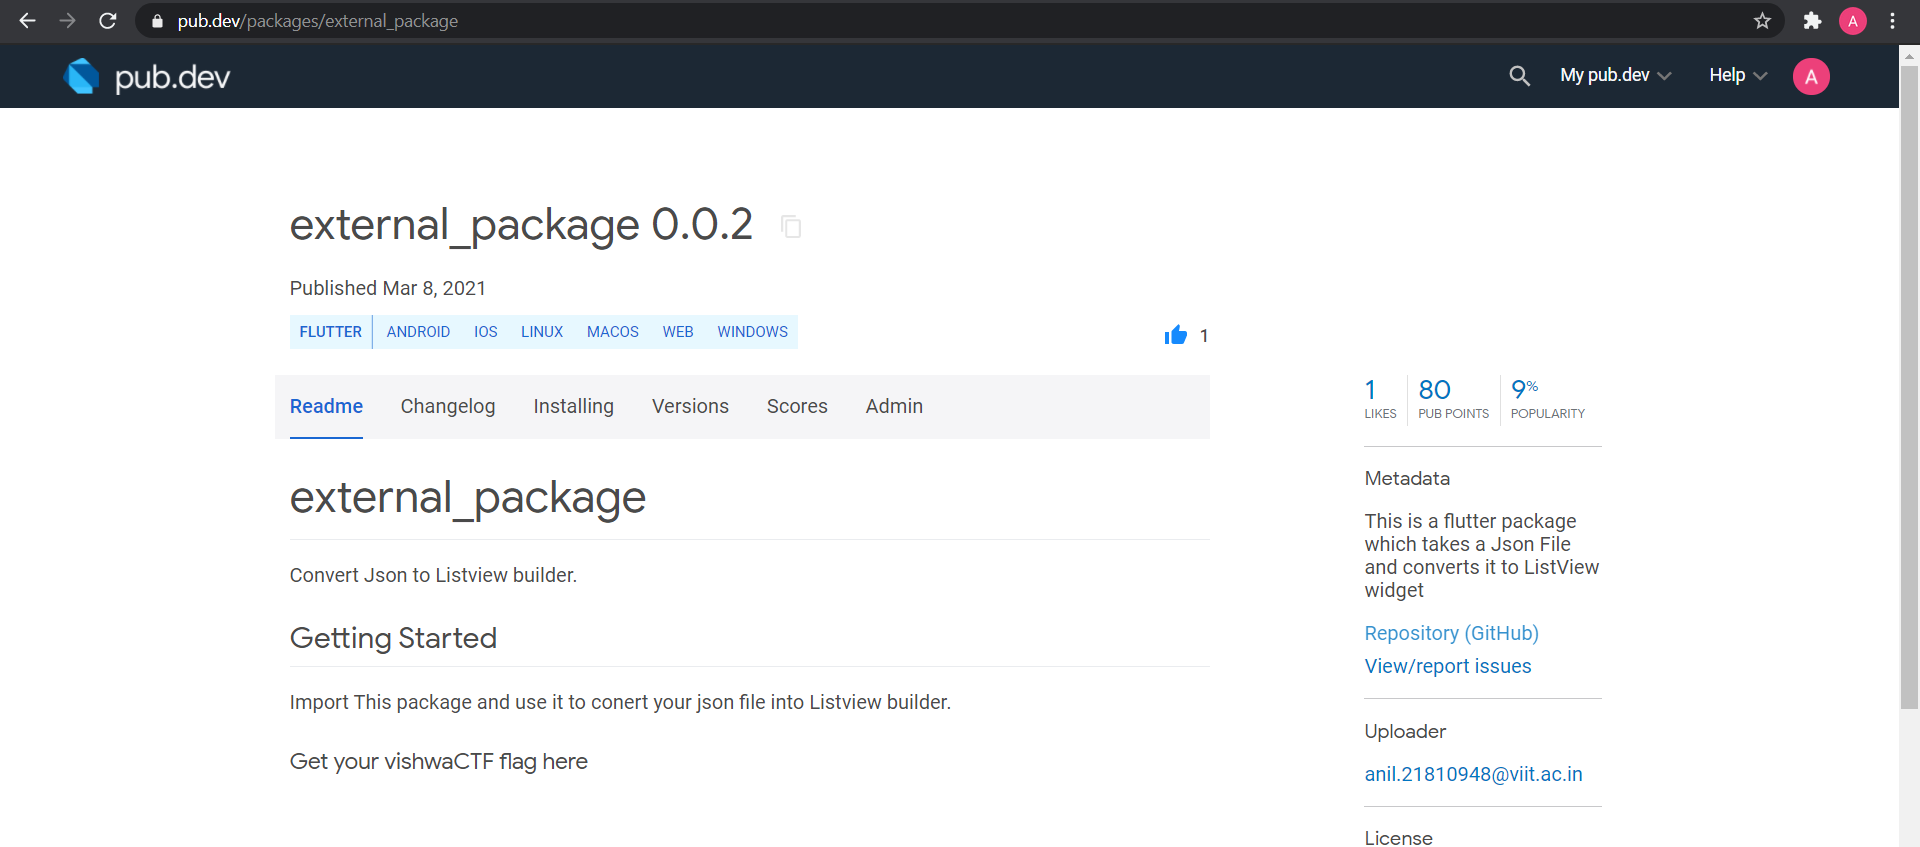 pub.dev/packages/external_package
A
pub.dev
My pub.dev
Help
A
external_package 0.0.2
Published Mar 8, 2021
FLUTTER ANDROID IOS LINUX MACOS WEB WINDOWS
1
Readme Changelog Installing Versions Scores Admin
external_package
Convert Json to Listview builder.
Getting Started
Import This package and use it to conert your json file into Listview builder.
Get your vishwaCTF flag here
1 80 9%
LIKES PUB POINTS POPULARITY
Metadata
This is a flutter package
which takes a Json File
and converts it to ListView
widget
Repository (GitHub)
View/report issues
Uploader
anil.21810948@viit.ac.in
License